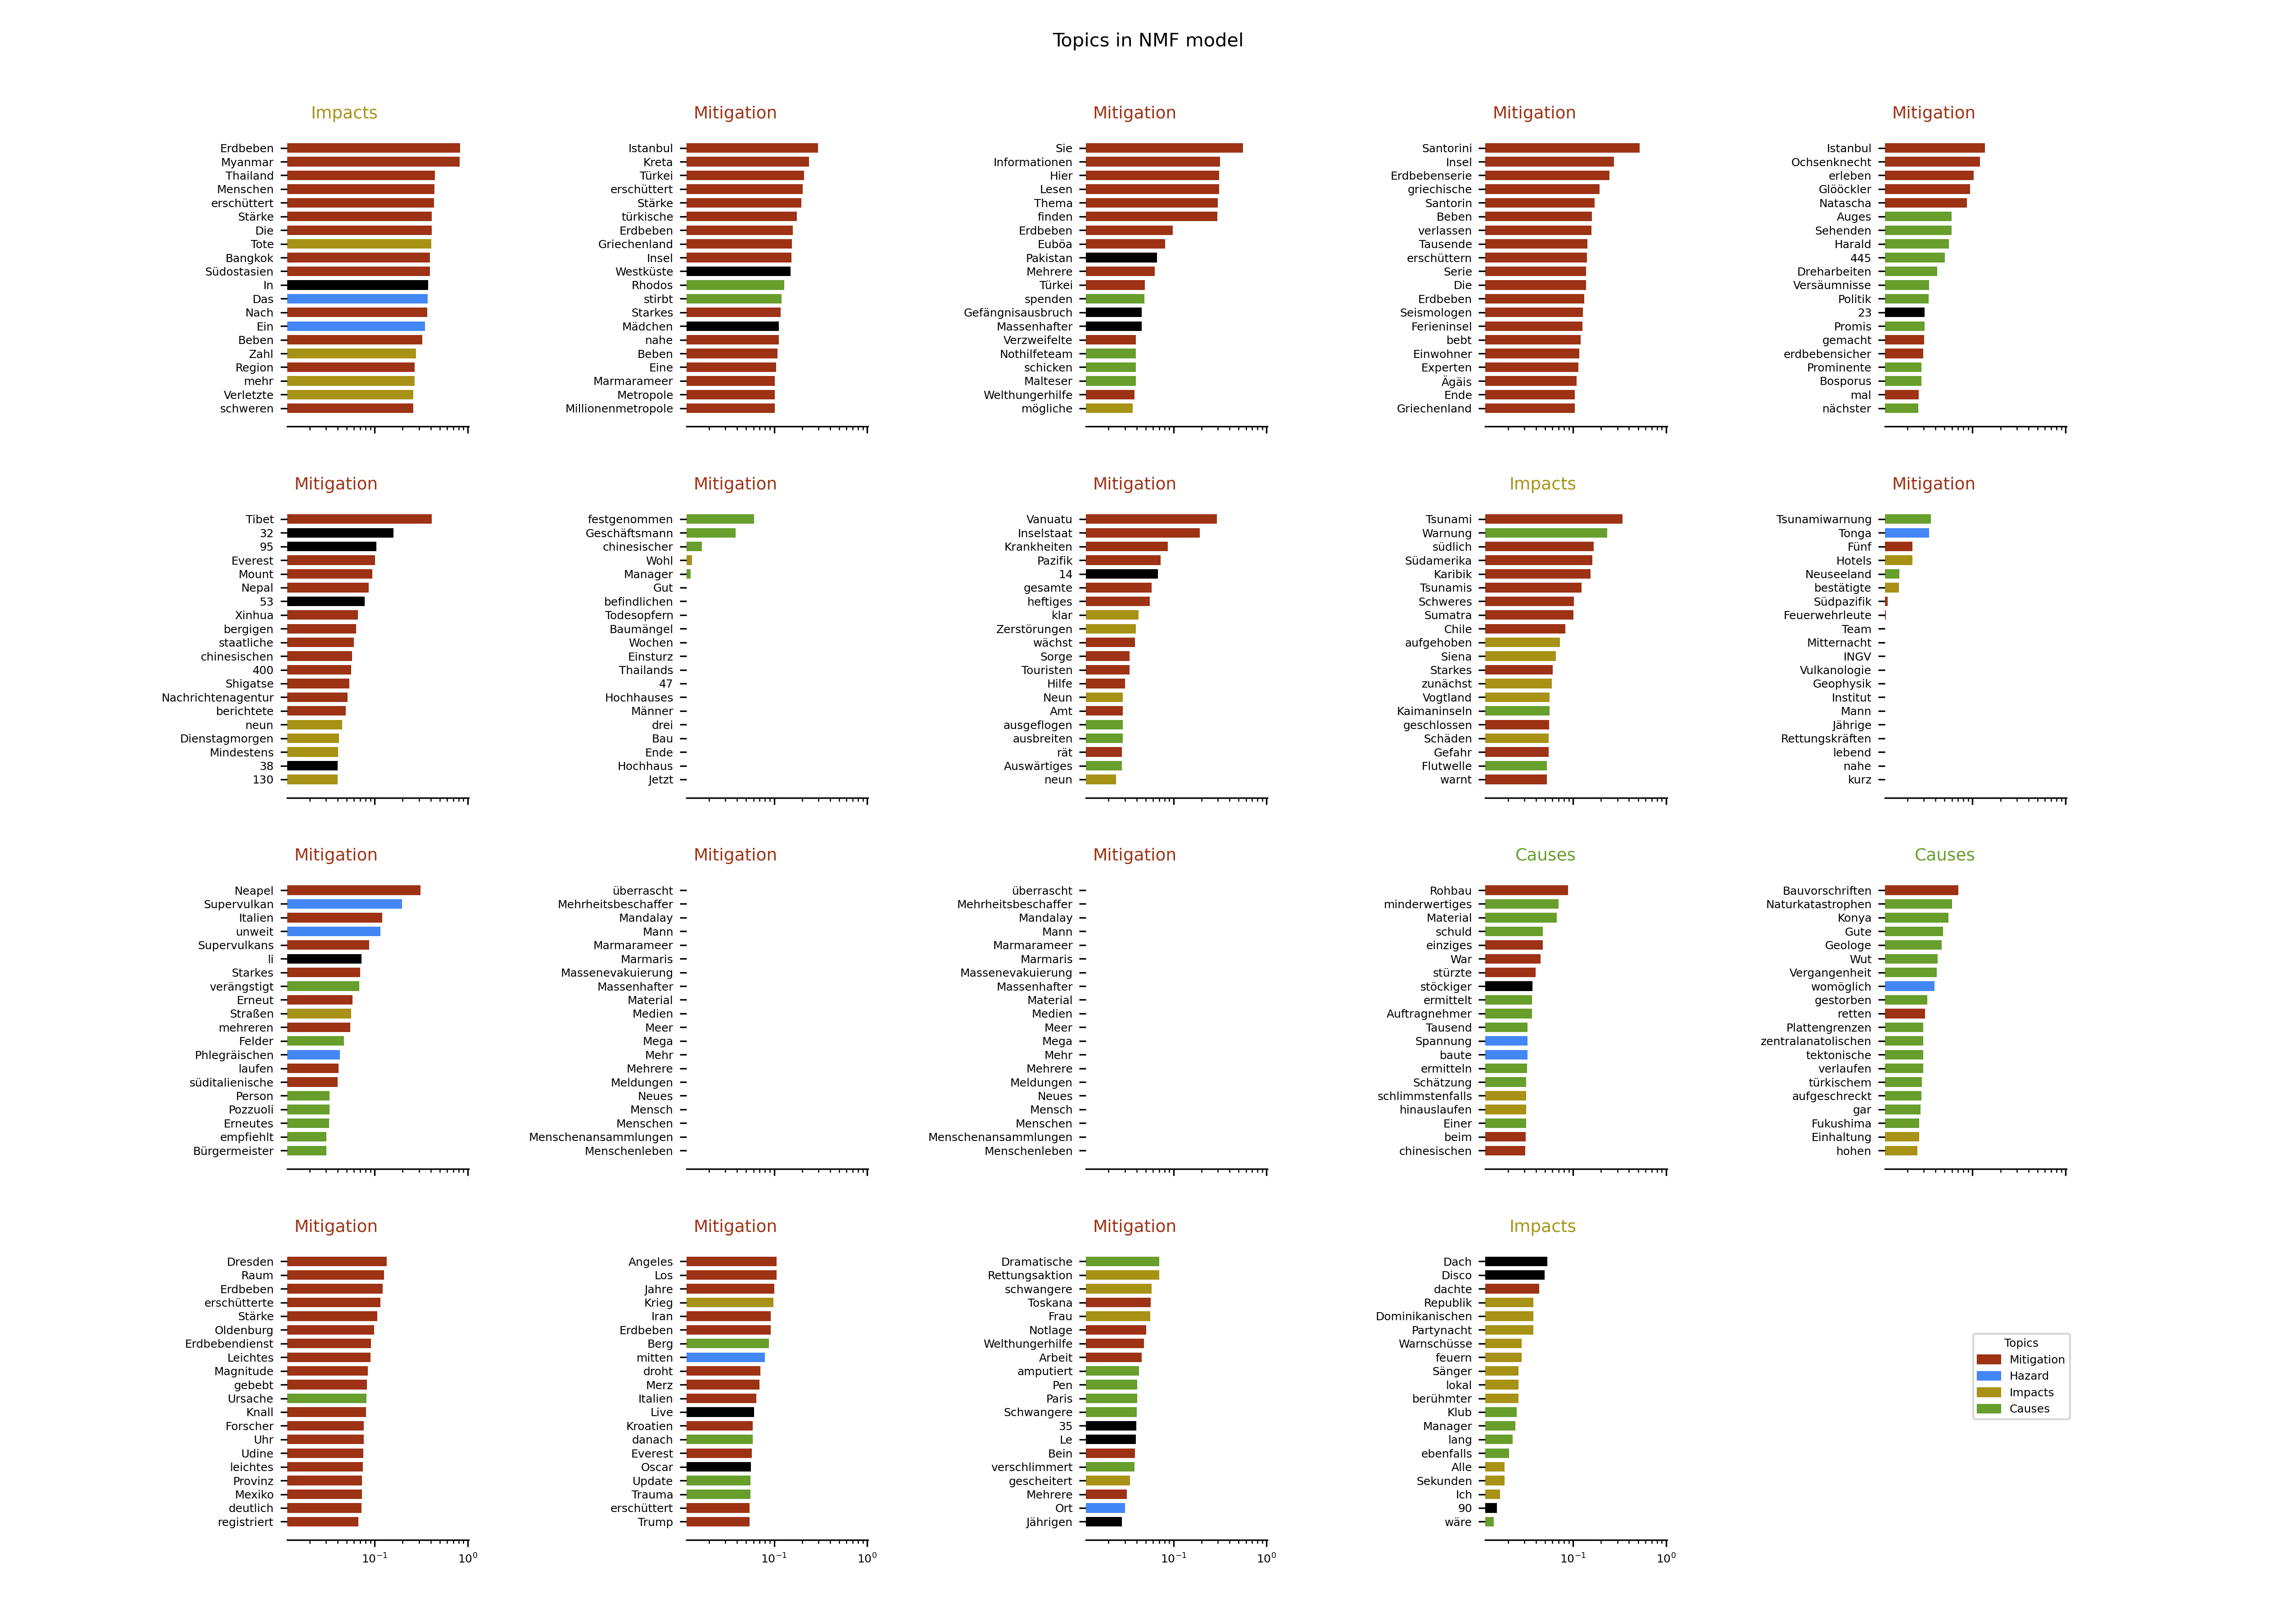 Topics in NMF model
Impacts
Erdbeben
Myanmar
Thailand
Menschen
erschüttert
Stärke
Die
Tote
Bangkok
Südostasien
In
Das
Nach
Ein
Beben
Zahl
Region
mehr
Verletzte
schweren
Mitigation
Istanbul
Kreta
Türkei
erschüttert
Stärke
türkische
Erdbeben
Griechenland
Insel
Westküste
Rhodos
stirbt
Starkes
Mädchen
nahe
Beben
Eine
Marmarameer
Metropole
Millionenmetropole
Mitigation
Sie
Informationen
Hier
Lesen
Thema
finden
Erdbeben
Euböa
Pakistan
Mehrere
Türkei
spenden
Gefängnisausbruch
Massenhafter
Verzweifelte
Nothilfeteam
schicken
Malteser
Welthungerhilfe
mögliche
Mitigation
Santorini
Insel
Erdbebenserie
griechische
Santorin
Beben
verlassen
Tausende
erschüttern
Serie
Die
Erdbeben
Seismologen
Ferieninsel
bebt
Einwohner
Experten
Ägäis
Ende
Griechenland
Mitigation
Istanbul
Ochsenknecht
erleben
Glööckler
Natascha
Auges
Sehenden
Harald
445
Dreharbeiten
Versäumnisse
Politik
23
Promis
gemacht
erdbebensicher
Prominente
Bosporus
mal
nächster
Mitigation
Tibet
32
95
Everest
Mount
Nepal
53
Xinhua
bergigen
staatliche
chinesischen
400
Shigatse
Nachrichtenagentur
berichtete
neun
Dienstagmorgen
Mindestens
38
130
Mitigation
festgenommen
Geschäftsmann
chinesischer
Wohl
Manager
Gut
befindlichen
Todesopfern
Baumängel
Wochen
Einsturz
Thailands
47
Hochhauses
Männer
drei
Bau
Ende
Hochhaus
Jetzt
Mitigation
Vanuatu
Inselstaat
Krankheiten
Pazifik
14
gesamte
heftiges
klar
Zerstörungen
wächst
Sorge
Touristen
Hilfe
Neun
Amt
ausgeflogen
ausbreiten
rät
Auswärtiges
neun
Impacts
Tsunami
Warnung
südlich
Südamerika
Karibik
Tsunamis
Schweres
Sumatra
Chile
aufgehoben
Siena
Starkes
zunächst
Vogtland
Kaimaninseln
geschlossen
Schäden
Gefahr
Flutwelle
warnt
Mitigation
Tsunamiwarnung
Tonga
Fünf
Hotels
Neuseeland
bestätigte
Südpazifik
Feuerwehrleute
Team
Mitternacht
INGV
Vulkanologie
Geophysik
Institut
Mann
Jährige
Rettungskräften
lebend
nahe
kurz
Mitigation
Neapel
Supervulkan
Italien
unweit
Supervulkans
li
Starkes
verängstigt
Erneut
Straßen
mehreren
Felder
Phlegräischen
laufen
süditalienische
Person
Pozzuoli
Erneutes
empfiehlt
Bürgermeister
Mitigation
überrascht
Mehrheitsbeschaffer
Mandalay
Mann
Marmarameer
Marmaris
Massenevakuierung
Massenhafter
Material
Medien
Meer
Mega
Mehr
Mehrere
Meldungen
Neues
Mensch
Menschen
Menschenansammlungen
Menschenleben
Mitigation
überrascht
Mehrheitsbeschaffer
Mandalay
Mann
Marmarameer
Marmaris
Massenevakuierung
Massenhafter
Material
Medien
Meer
Mega
Mehr
Mehrere
Meldungen
Neues
Mensch
Menschen
Menschenansammlungen
Menschenleben
Causes
Rohbau
minderwertiges
Material
schuld
einziges
War
stürzte
stöckiger
ermittelt
Auftragnehmer
Tausend
Spannung
baute
ermitteln
Schätzung
schlimmstenfalls
hinauslaufen
Einer
beim
chinesischen
Causes
Bauvorschriften
Naturkatastrophen
Konya
Gute
Geologe
Wut
Vergangenheit
womöglich
gestorben
retten
Plattengrenzen
zentralanatolischen
tektonische
verlaufen
türkischem
aufgeschreckt
gar
Fukushima
Einhaltung
hohen
Mitigation
Dresden
Raum
Erdbeben
erschütterte
Stärke
Oldenburg
Erdbebendienst
Leichtes
Magnitude
gebebt
Ursache
Knall
Forscher
Uhr
Udine
leichtes
Provinz
Mexiko
deutlich
registriert
10⁻¹ 10⁰
Mitigation
Angeles
Los
Jahre
Krieg
Iran
Erdbeben
Berg
mitten
droht
Merz
Italien
Live
Kroatien
danach
Everest
Oscar
Update
Trauma
erschüttert
Trump
10⁻¹ 10⁰
Mitigation
Dramatische
Rettungsaktion
schwangere
Toskana
Frau
Notlage
Welthungerhilfe
Arbeit
amputiert
Pen
Paris
Schwangere
35
Le
Bein
verschlimmert
gescheitert
Mehrere
Ort
Jährigen
10⁻¹ 10⁰
Impacts
Dach
Disco
dachte
Republik
Dominikanischen
Partynacht
Warnschüsse
feuern
Sänger
lokal
berühmter
Klub
Manager
lang
ebenfalls
Alle
Sekunden
Ich
90
wäre
10⁻¹ 10⁰
Topics
Mitigation
Hazard
Impacts
Causes